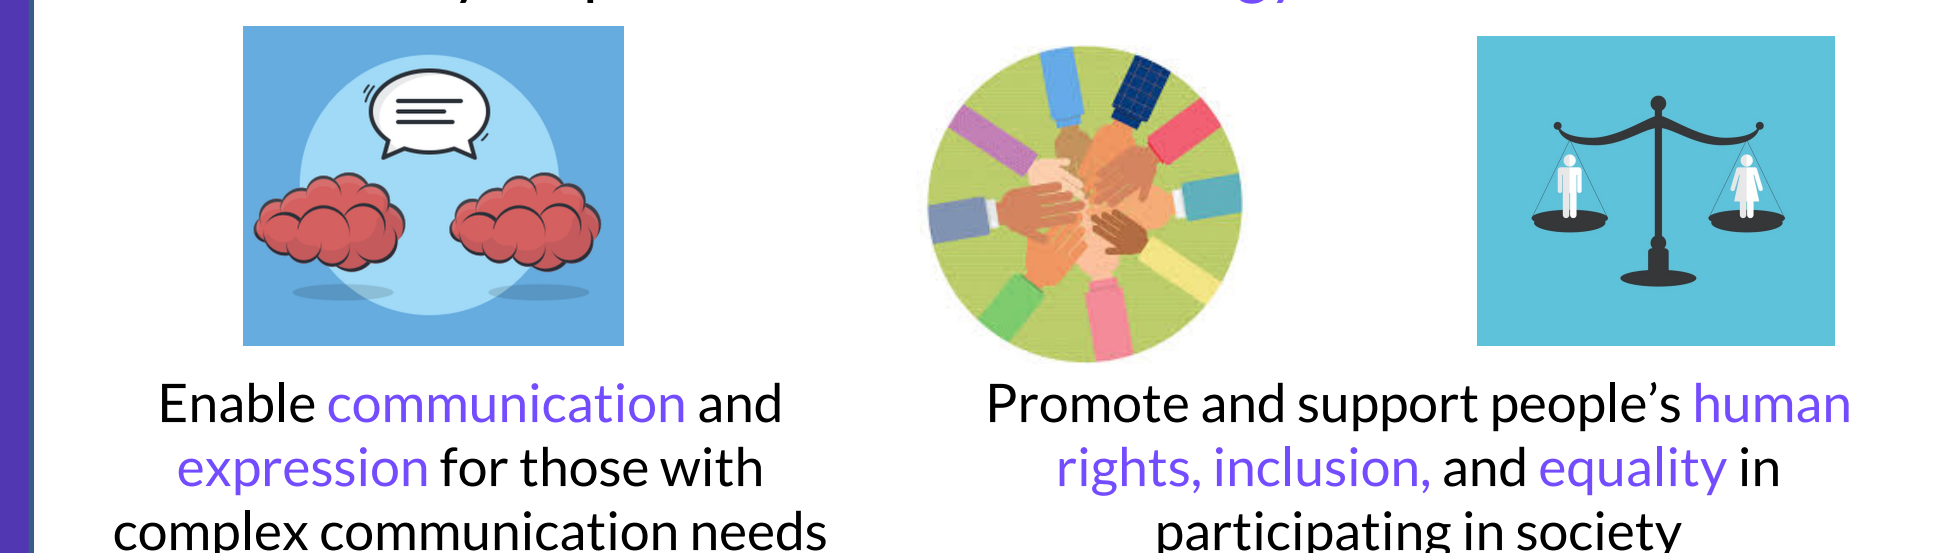 Enable communication and
expression for those with
complex communication needs
Promote and support people’s human
rights, inclusion, and equality in
participating in society